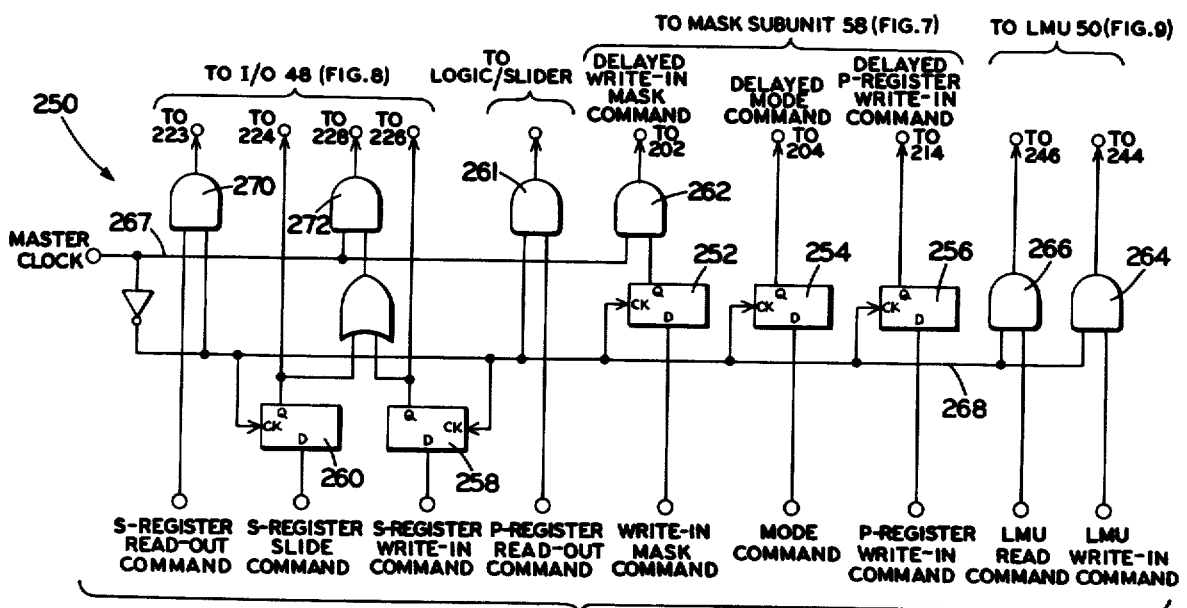 TO MASK SUBUNIT 58 (FIG.7)
TO LMU 50 (FIG.9)
TO I/O 48 (FIG.8)
TO
LOGIC/SLIDER
DELAYED
WRITE-IN
MASK
COMMAND
DELAYED
MODE
COMMAND
DELAYED
P-REGISTER
WRITE-IN
COMMAND
250
TO
223
TO
224
TO
228
TO
226
TO
202
TO
204
TO
214
TO
246
TO
244
270
272
261
262
267
MASTER
CLOCK
252
254
256
266
264
Q
CK
D
Q
CK
D
Q
CK
D
268
Q
CK
D
Q
CK
D
260
258
S-REGISTER
READ-OUT
COMMAND
S-REGISTER
SLIDE
COMMAND
S-REGISTER
WRITE-IN
COMMAND
P-REGISTER
READ-OUT
COMMAND
WRITE-IN
MASK
COMMAND
MODE
COMMAND
P-REGISTER
WRITE-IN
COMMAND
LMU
READ
COMMAND
LMU
WRITE-IN
COMMAND